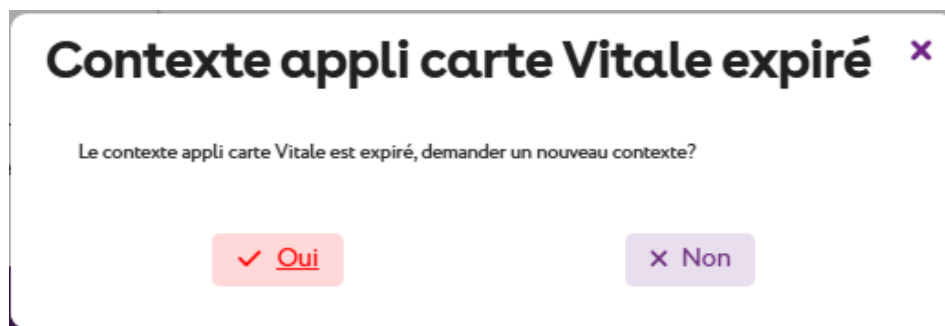 Contexte appli carte Vitale expiré
Le contexte appli carte Vitale est expiré, demander un nouveau contexte?
Oui
Non